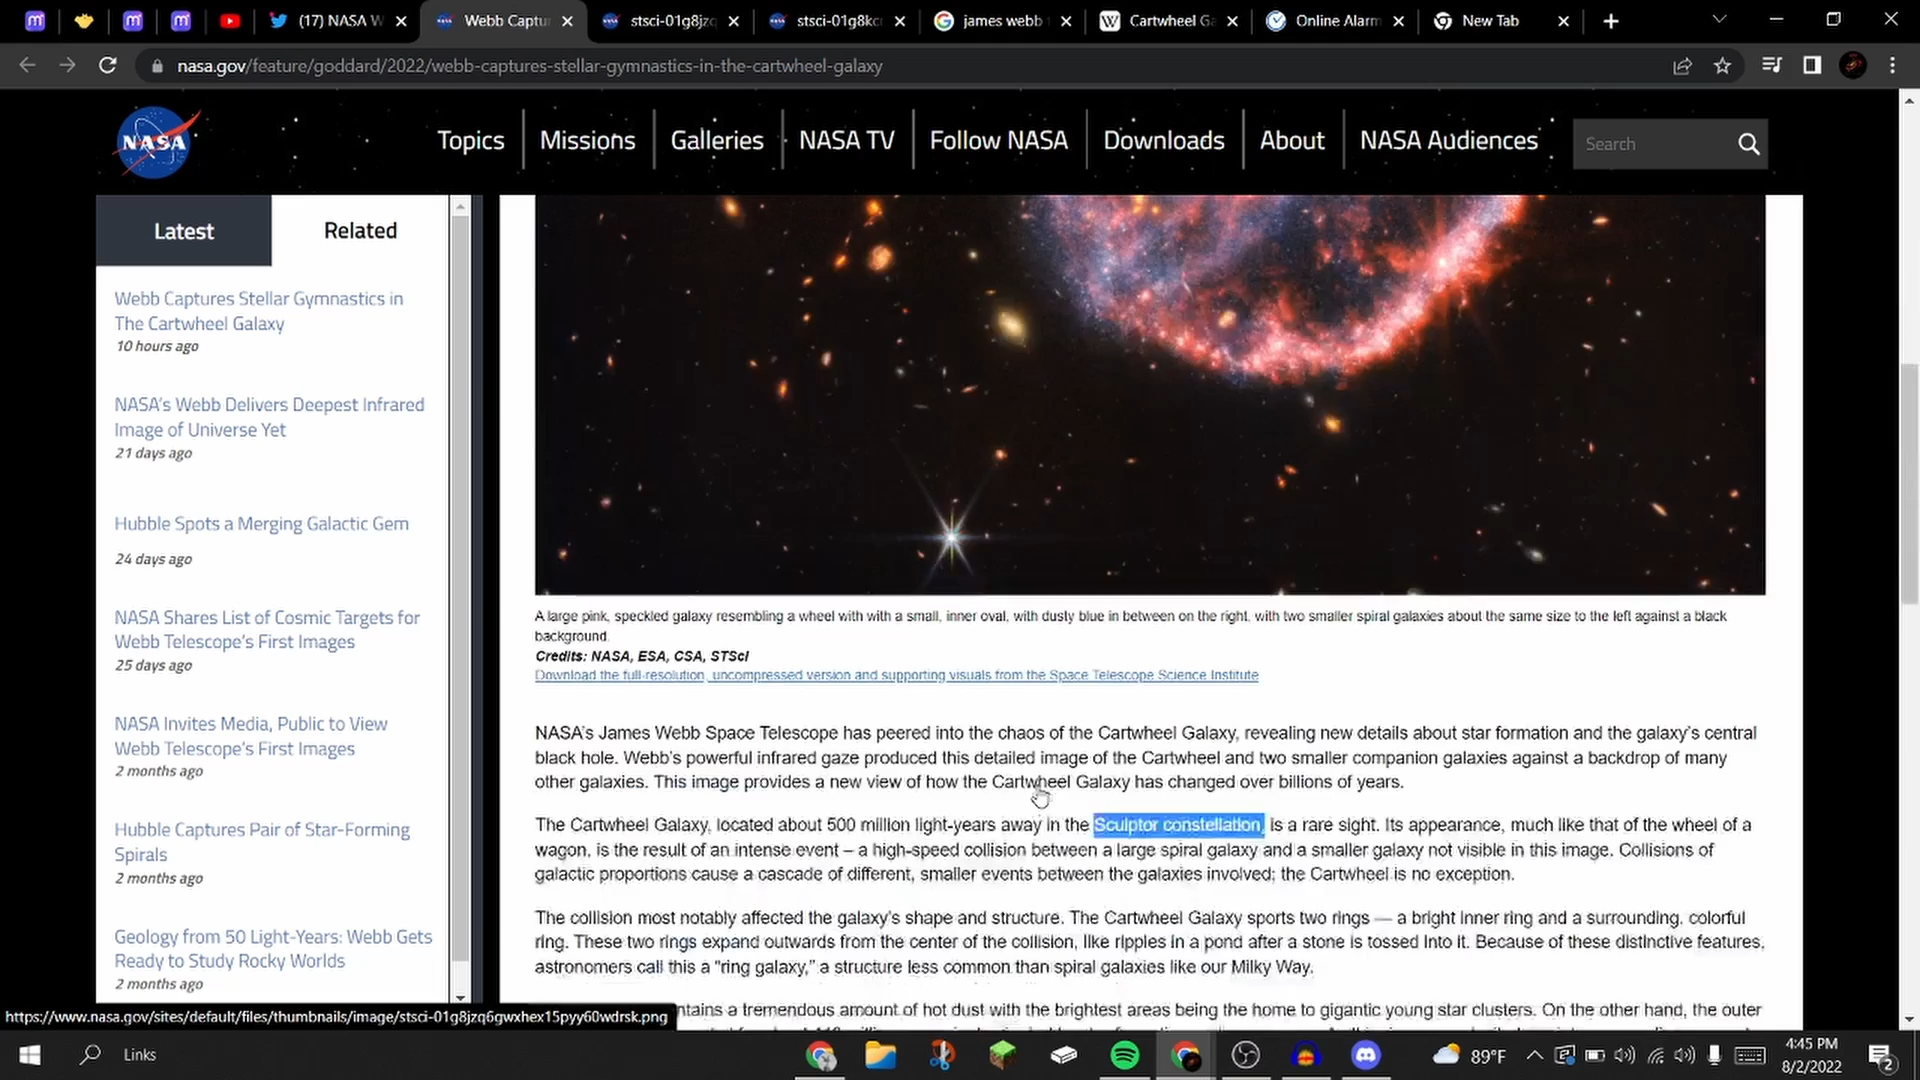 (17) NASA W
Webb Captu
stsci-01g8jzq
stsci-01g8kcr
james webb
Cartwheel Ga
Online Alarm
New Tab
nasa.gov/feature/goddard/2022/webb-captures-stellar-gymnastics-in-the-cartwheel-galaxy
NASA
Topics
Missions
Galleries
NASA TV
Follow NASA
Downloads
About
NASA Audiences
Search
Latest
Related
Webb Captures Stellar Gymnastics in
The Cartwheel Galaxy
10 hours ago
NASA's Webb Delivers Deepest Infrared
Image of Universe Yet
21 days ago
Hubble Spots a Merging Galactic Gem
24 days ago
NASA Shares List of Cosmic Targets for
Webb Telescope's First Images
25 days ago
NASA Invites Media, Public to View
Webb Telescope's First Images
2 months ago
Hubble Captures Pair of Star-Forming
Spirals
2 months ago
Geology from 50 Light-Years: Webb Gets
Ready to Study Rocky Worlds
2 months ago
A large pink, speckled galaxy resembling a wheel with with a small, inner oval, with dusty blue in between on the right, with two smaller spiral galaxies about the same size to the left against a black
background.
Credits: NASA, ESA, CSA, STScI
Download the full-resolution, uncompressed version and supporting visuals from the Space Telescope Science Institute
NASA's James Webb Space Telescope has peered into the chaos of the Cartwheel Galaxy, revealing new details about star formation and the galaxy's central
black hole. Webb's powerful infrared gaze produced this detailed image of the Cartwheel and two smaller companion galaxies against a backdrop of many
other galaxies. This image provides a new view of how the Cartwheel Galaxy has changed over billions of years.
The Cartwheel Galaxy, located about 500 million light-years away in the Sculptor constellation, is a rare sight. Its appearance, much like that of the wheel of a
wagon, is the result of an intense event – a high-speed collision between a large spiral galaxy and a smaller galaxy not visible in this image. Collisions of
galactic proportions cause a cascade of different, smaller events between the galaxies involved; the Cartwheel is no exception.
The collision most notably affected the galaxy's shape and structure. The Cartwheel Galaxy sports two rings — a bright inner ring and a surrounding, colorful
ring. These two rings expand outwards from the center of the collision, like ripples in a pond after a stone is tossed into it. Because of these distinctive features,
astronomers call this a "ring galaxy," a structure less common than spiral galaxies like our Milky Way.
ntains a tremendous amount of hot dust with the brightest areas being the home to gigantic young star clusters. On the other hand, the outer
https://www.nasa.gov/sites/default/files/thumbnails/image/stsci-01g8jzq6gwxhex15pyy60wdrsk.png
Links
89°F
4:45 PM
8/2/2022
2